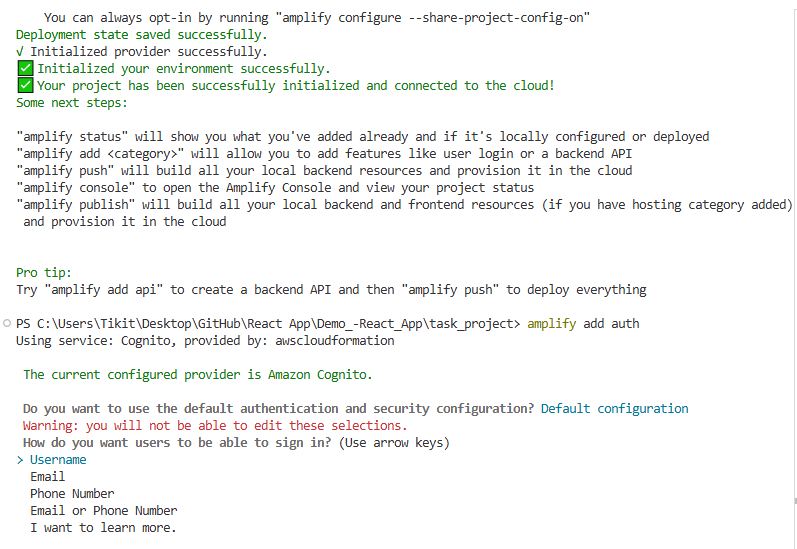 You can always opt-in by running "amplify configure --share-project-config-on"
Deployment state saved successfully.
√ Initialized provider successfully.
✅ Initialized your environment successfully.
✅ Your project has been successfully initialized and connected to the cloud!
Some next steps:
"amplify status" will show you what you've added already and if it's locally configured or deployed
"amplify add <category>" will allow you to add features like user login or a backend API
"amplify push" will build all your local backend resources and provision it in the cloud
"amplify console" to open the Amplify Console and view your project status
"amplify publish" will build all your local backend and frontend resources (if you have hosting category added)
and provision it in the cloud
Pro tip:
Try "amplify add api" to create a backend API and then "amplify push" to deploy everything
PS C:\Users\Tikit\Desktop\GitHub\React App\Demo_-React_App\task_project> amplify add auth
Using service: Cognito, provided by: awscloudformation
The current configured provider is Amazon Cognito.
Do you want to use the default authentication and security configuration? Default configuration
Warning: you will not be able to edit these selections.
How do you want users to be able to sign in? (Use arrow keys)
> Username
Email
Phone Number
Email or Phone Number
I want to learn more.